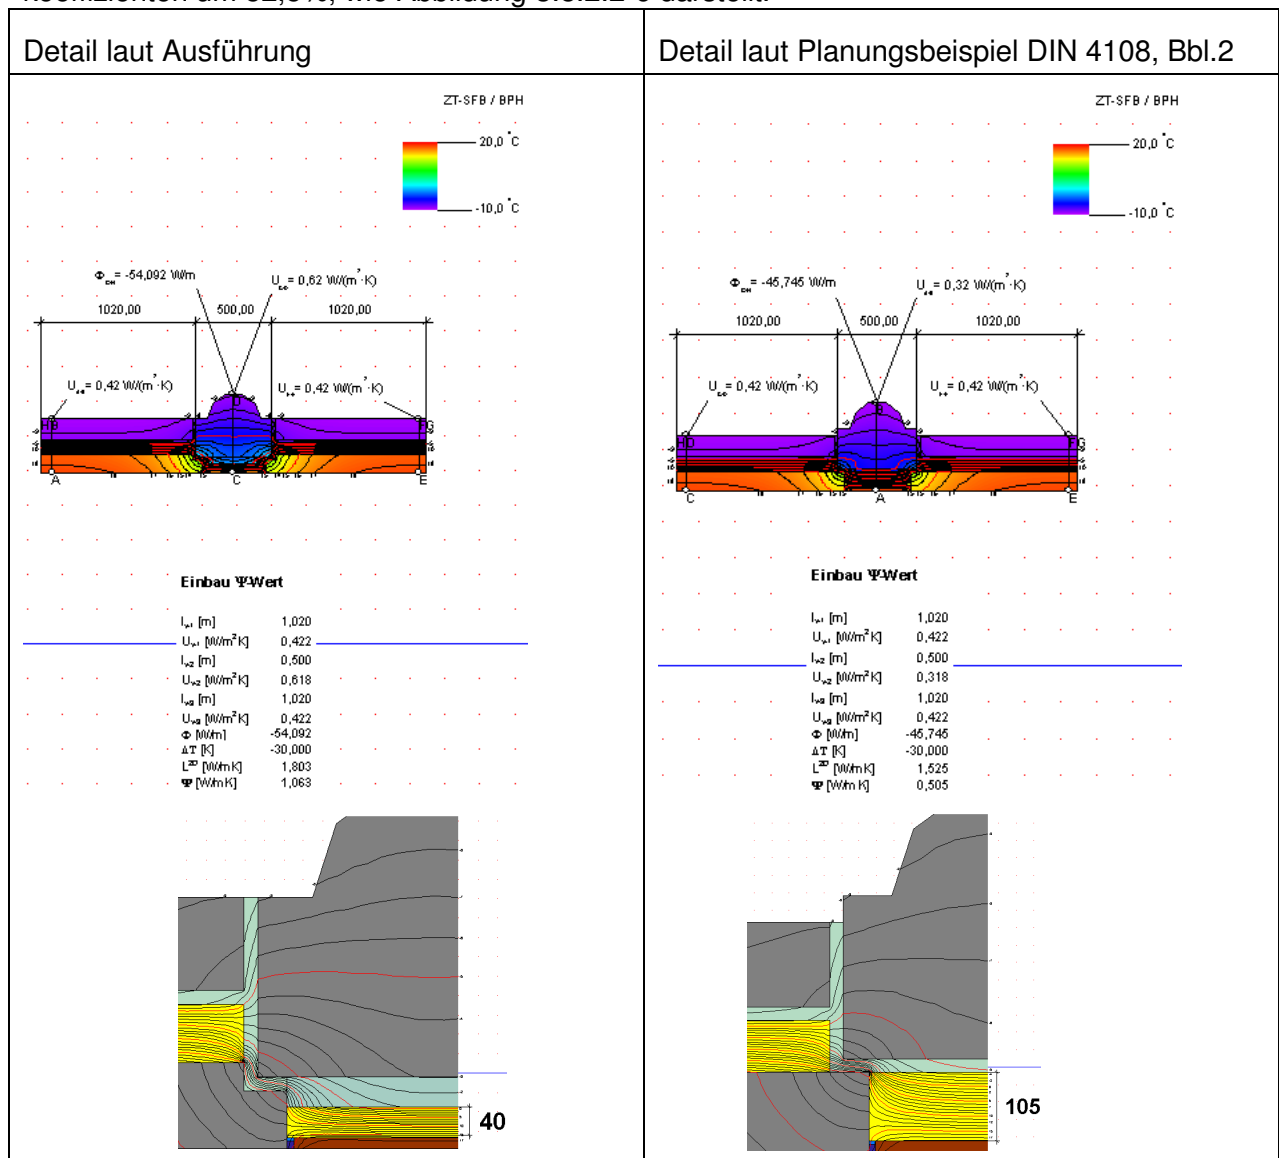 Detail laut Ausführung
Detail laut Planungsbeispiel DIN 4108, Bbl.2
ZT-SFB / BPH
20,0 °C
-10,0 °C
= -54,092 W/m
= 0,62 W/(m²·K)
1020,00
500,00
1020,00
= 0,42 W/(m²·K)
= 0,42 W/(m²·K)
A
C
E
Einbau Ψ-Wert
[m] 1,020
[W/m²K] 0,422
[m] 0,500
[W/m²K] 0,618
[m] 1,020
[W/m²K] 0,422
Φ [W/m] -54,092
ΔT [K] -30,000
L²ᴰ [W/mK] 1,803
Ψ [W/mK] 1,063
40
ZT-SFB / BPH
20,0 °C
-10,0 °C
= -45,745 W/m
= 0,32 W/(m²·K)
1020,00
500,00
1020,00
= 0,42 W/(m²·K)
= 0,42 W/(m²·K)
C
A
E
Einbau Ψ-Wert
[m] 1,020
[W/m²K] 0,422
[m] 0,500
[W/m²K] 0,318
[m] 1,020
[W/m²K] 0,422
Φ [W/m] -45,745
ΔT [K] -30,000
L²ᴰ [W/mK] 1,525
Ψ [W/mK] 0,505
105